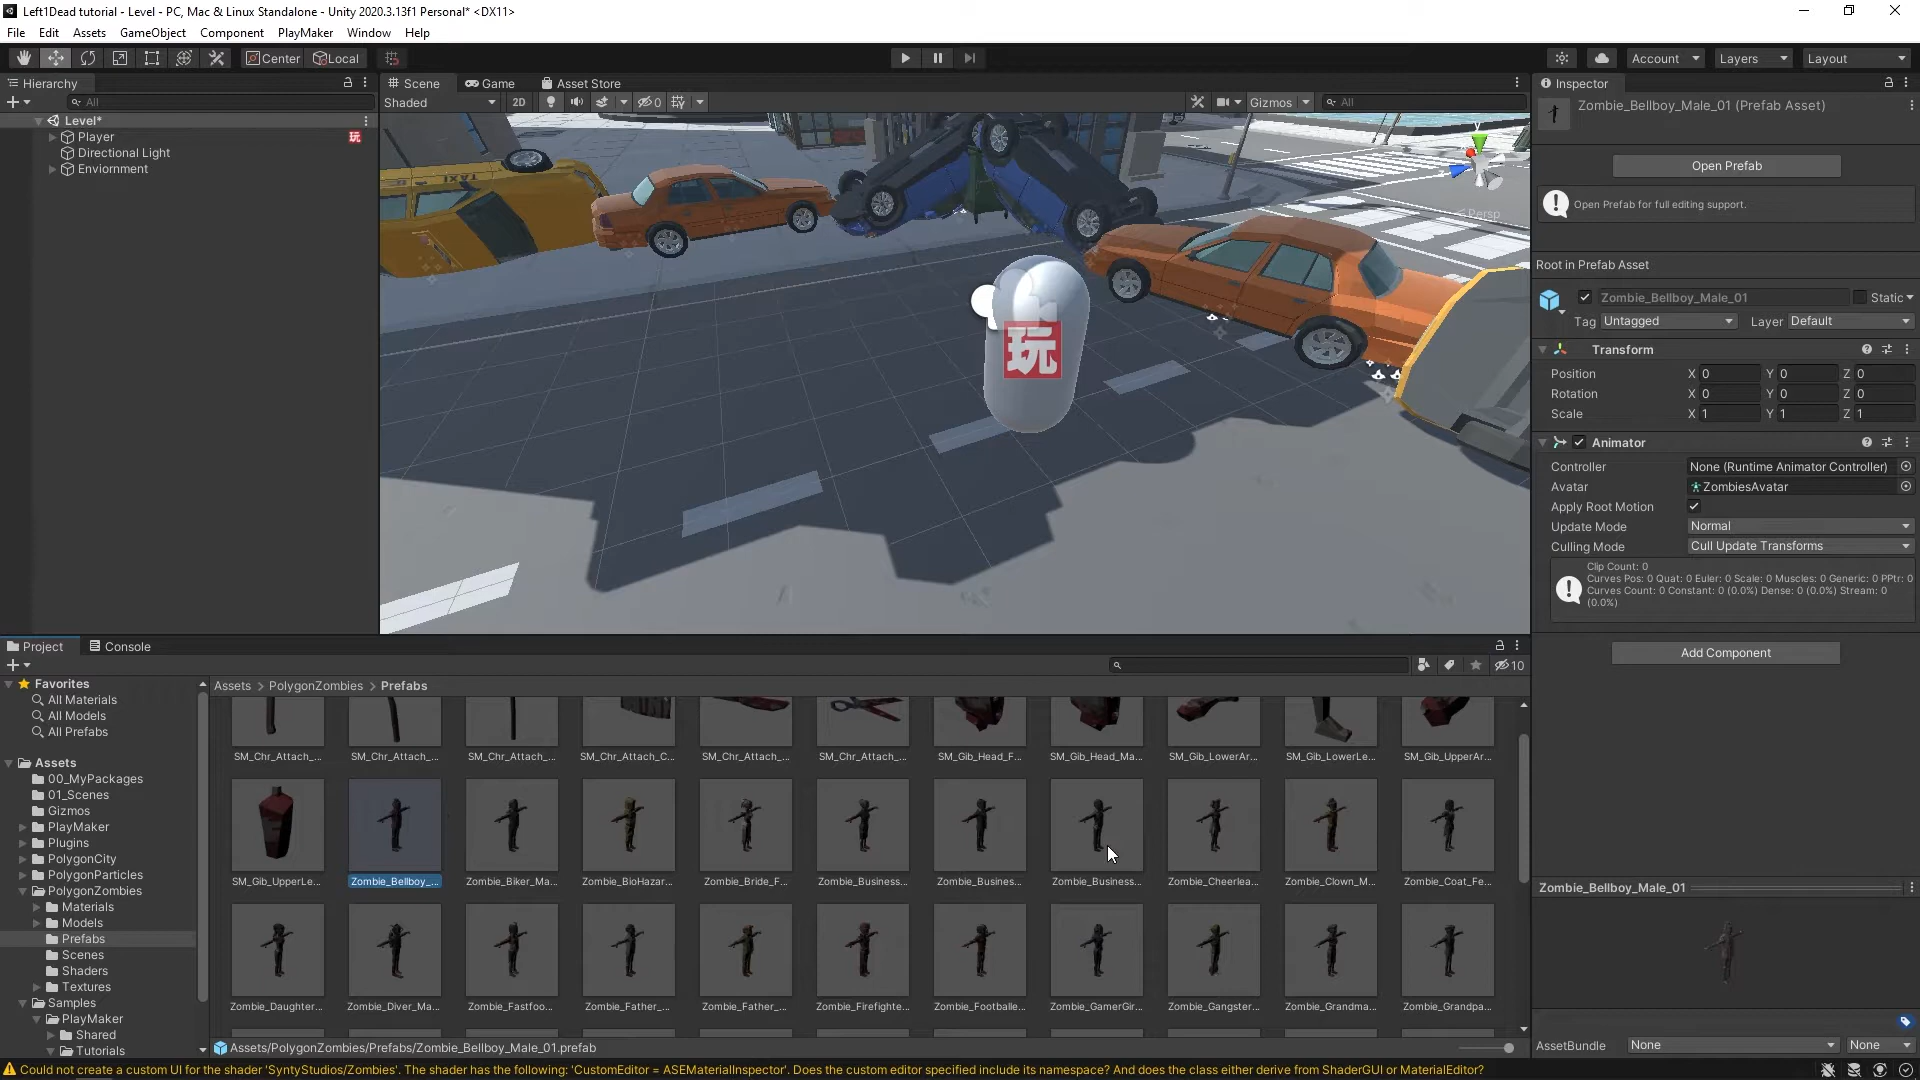 Left1Dead tutorial - Level - PC, Mac & Linux Standalone - Unity 2020.3.13f1 Personal* <DX11>
File Edit Assets GameObject Component PlayMaker Window Help
Center Local Account Layers Layout
Hierarchy
All
Level*
Player
玩
Directional Light
Enviornment
Scene Game Asset Store
Shaded 2D 0 Gizmos All
TAXI
y
Persp
玩
Inspector
Zombie_Bellboy_Male_01 (Prefab Asset)
Open Prefab
Open Prefab for full editing support.
Root in Prefab Asset
Zombie_Bellboy_Male_01 Static
Tag Untagged Layer Default
Transform
Position X 0 Y 0 Z 0
Rotation X 0 Y 0 Z 0
Scale X 1 Y 1 Z 1
Animator
Controller None (Runtime Animator Controller)
Avatar ZombiesAvatar
Apply Root Motion
Update Mode Normal
Culling Mode Cull Update Transforms
Clip Count: 0
Curves Pos: 0 Quat: 0 Euler: 0 Scale: 0 Muscles: 0 Generic: 0 PPtr: 0
Curves Count: 0 Constant: 0 (0.0%) Dense: 0 (0.0%) Stream: 0
(0.0%)
Add Component
Project Console
10
Favorites
All Materials
All Models
All Prefabs
Assets
00_MyPackages
01_Scenes
Gizmos
PlayMaker
Plugins
PolygonCity
PolygonParticles
PolygonZombies
Materials
Models
Prefabs
Scenes
Shaders
Textures
Samples
PlayMaker
Shared
Tutorials
Assets > PolygonZombies > Prefabs
SM_Chr_Attach_... SM_Chr_Attach_... SM_Chr_Attach_... SM_Chr_Attach_C... SM_Chr_Attach_... SM_Chr_Attach_... SM_Gib_Head_F... SM_Gib_Head_Ma... SM_Gib_LowerAr... SM_Gib_LowerLe... SM_Gib_UpperAr...
SM_Gib_UpperLe... Zombie_Bellboy_... Zombie_Biker_Ma... Zombie_BioHazar... Zombie_Bride_F... Zombie_Business... Zombie_Busines... Zombie_Business... Zombie_Cheerlea... Zombie_Clown_M... Zombie_Coat_Fe...
Zombie_Daughter... Zombie_Diver_Ma... Zombie_Fastfoo... Zombie_Father_... Zombie_Father_... Zombie_Firefighte... Zombie_Footballe... Zombie_GamerGir... Zombie_Gangster... Zombie_Grandma... Zombie_Grandpa...
Assets/PolygonZombies/Prefabs/Zombie_Bellboy_Male_01.prefab
Zombie_Bellboy_Male_01
AssetBundle None None
Could not create a custom UI for the shader 'SyntyStudios/Zombies'. The shader has the following: 'CustomEditor = ASEMaterialInspector'. Does the custom editor specified include its namespace? And does the class either derive from ShaderGUI or MaterialEditor?